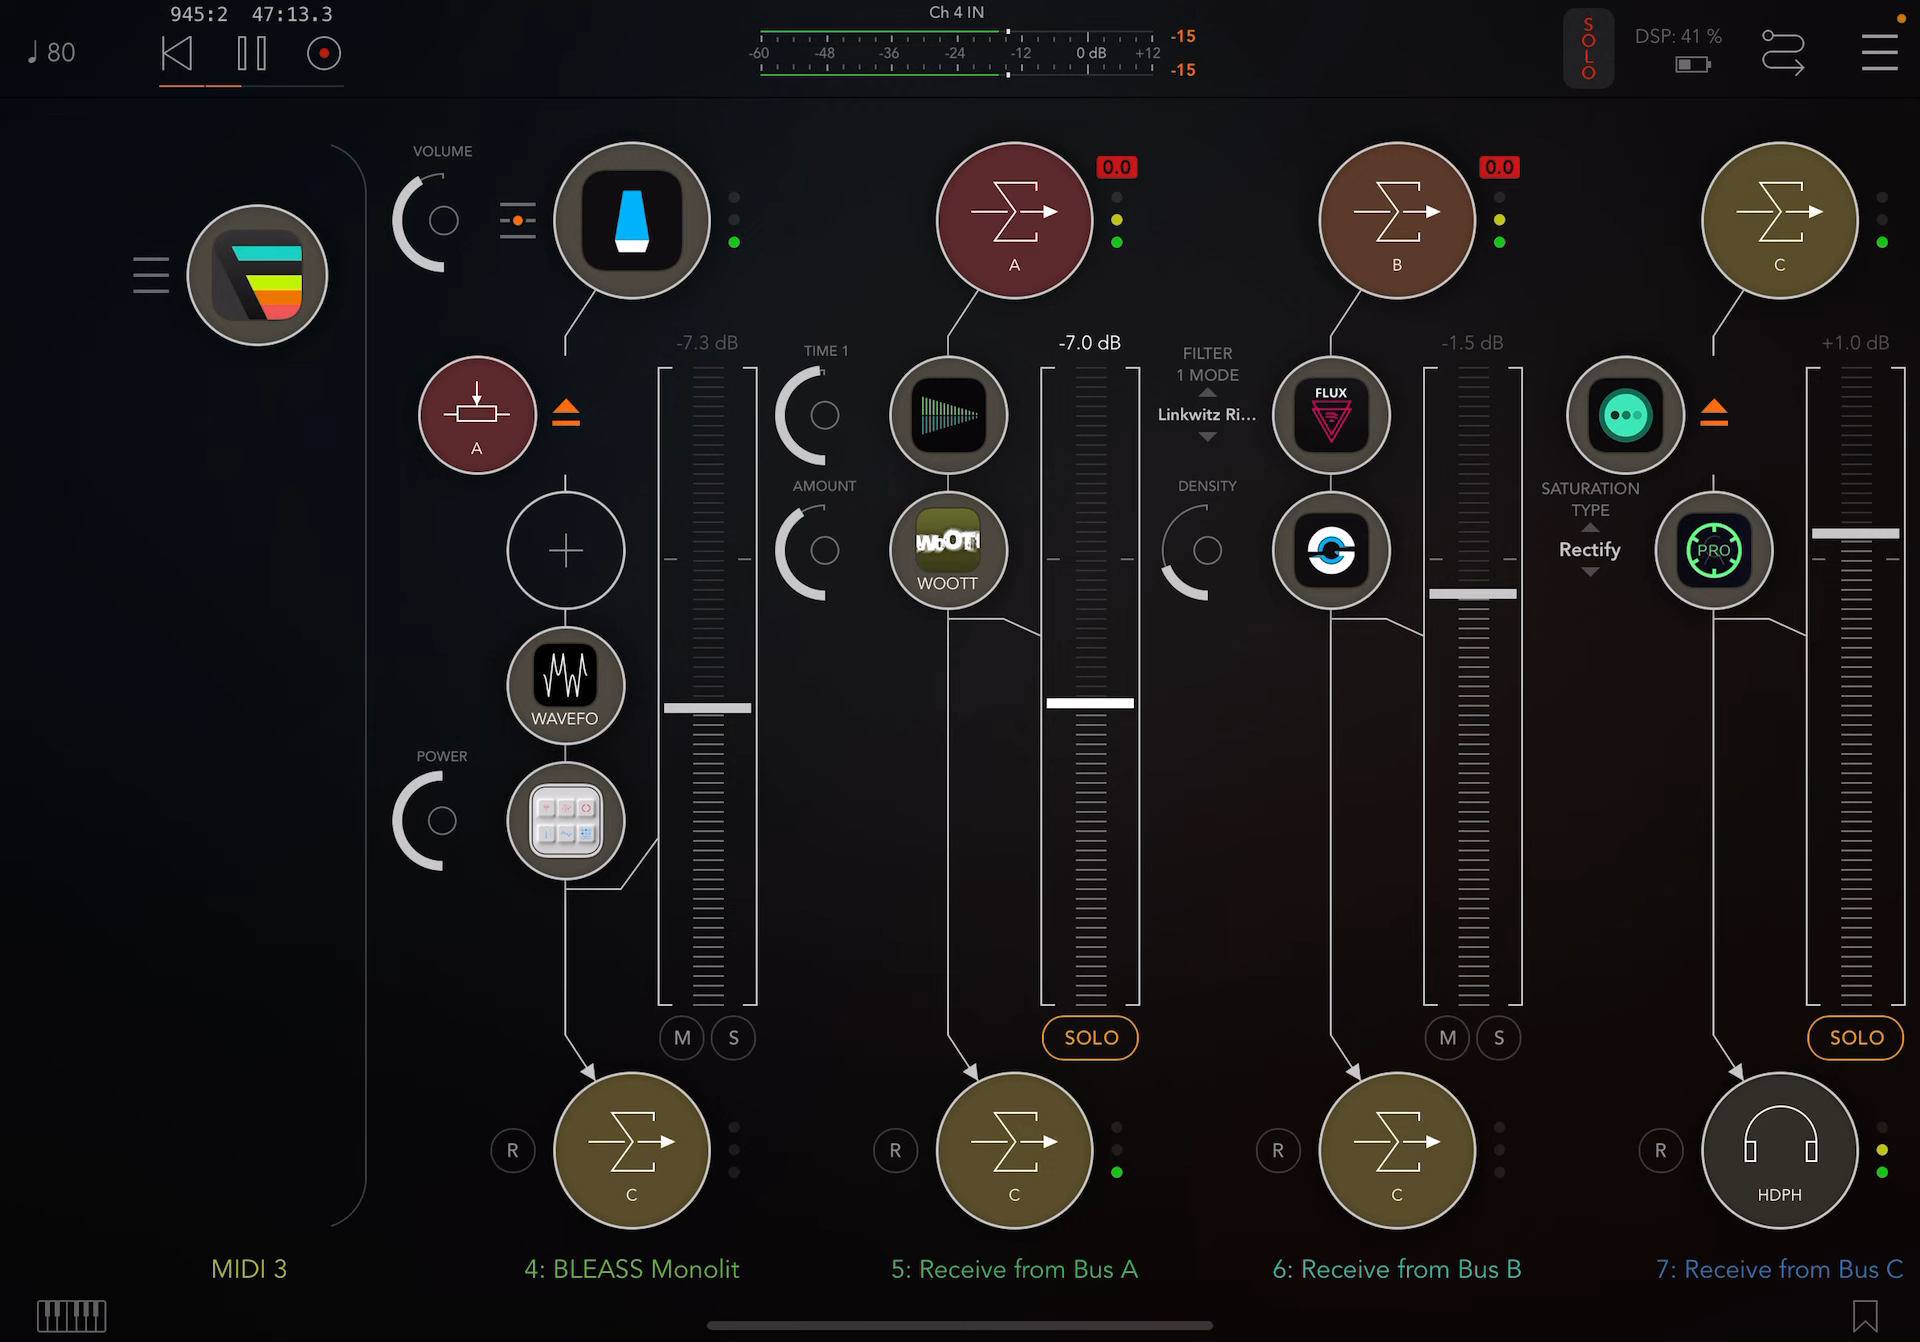 945:2 47:13.3
♩ 80
Ch 4 IN
-60 -48 -36 -24 -12 0 dB +12
-15
-15
SOLO
DSP: 41 %
VOLUME
0.0
0.0
A
B
C
-7.3 dB
TIME 1
-7.0 dB
FILTER
1 MODE
Linkwitz Ri...
-1.5 dB
+1.0 dB
FLUX
A
AMOUNT
DENSITY
SATURATION
TYPE
Rectify
WOOTT
WOOTT
PRO
WAVEFO
POWER
M S
SOLO
M S
SOLO
R
C
R
C
R
C
R
HDPH
MIDI 3
4: BLEASS Monolit
5: Receive from Bus A
6: Receive from Bus B
7: Receive from Bus C